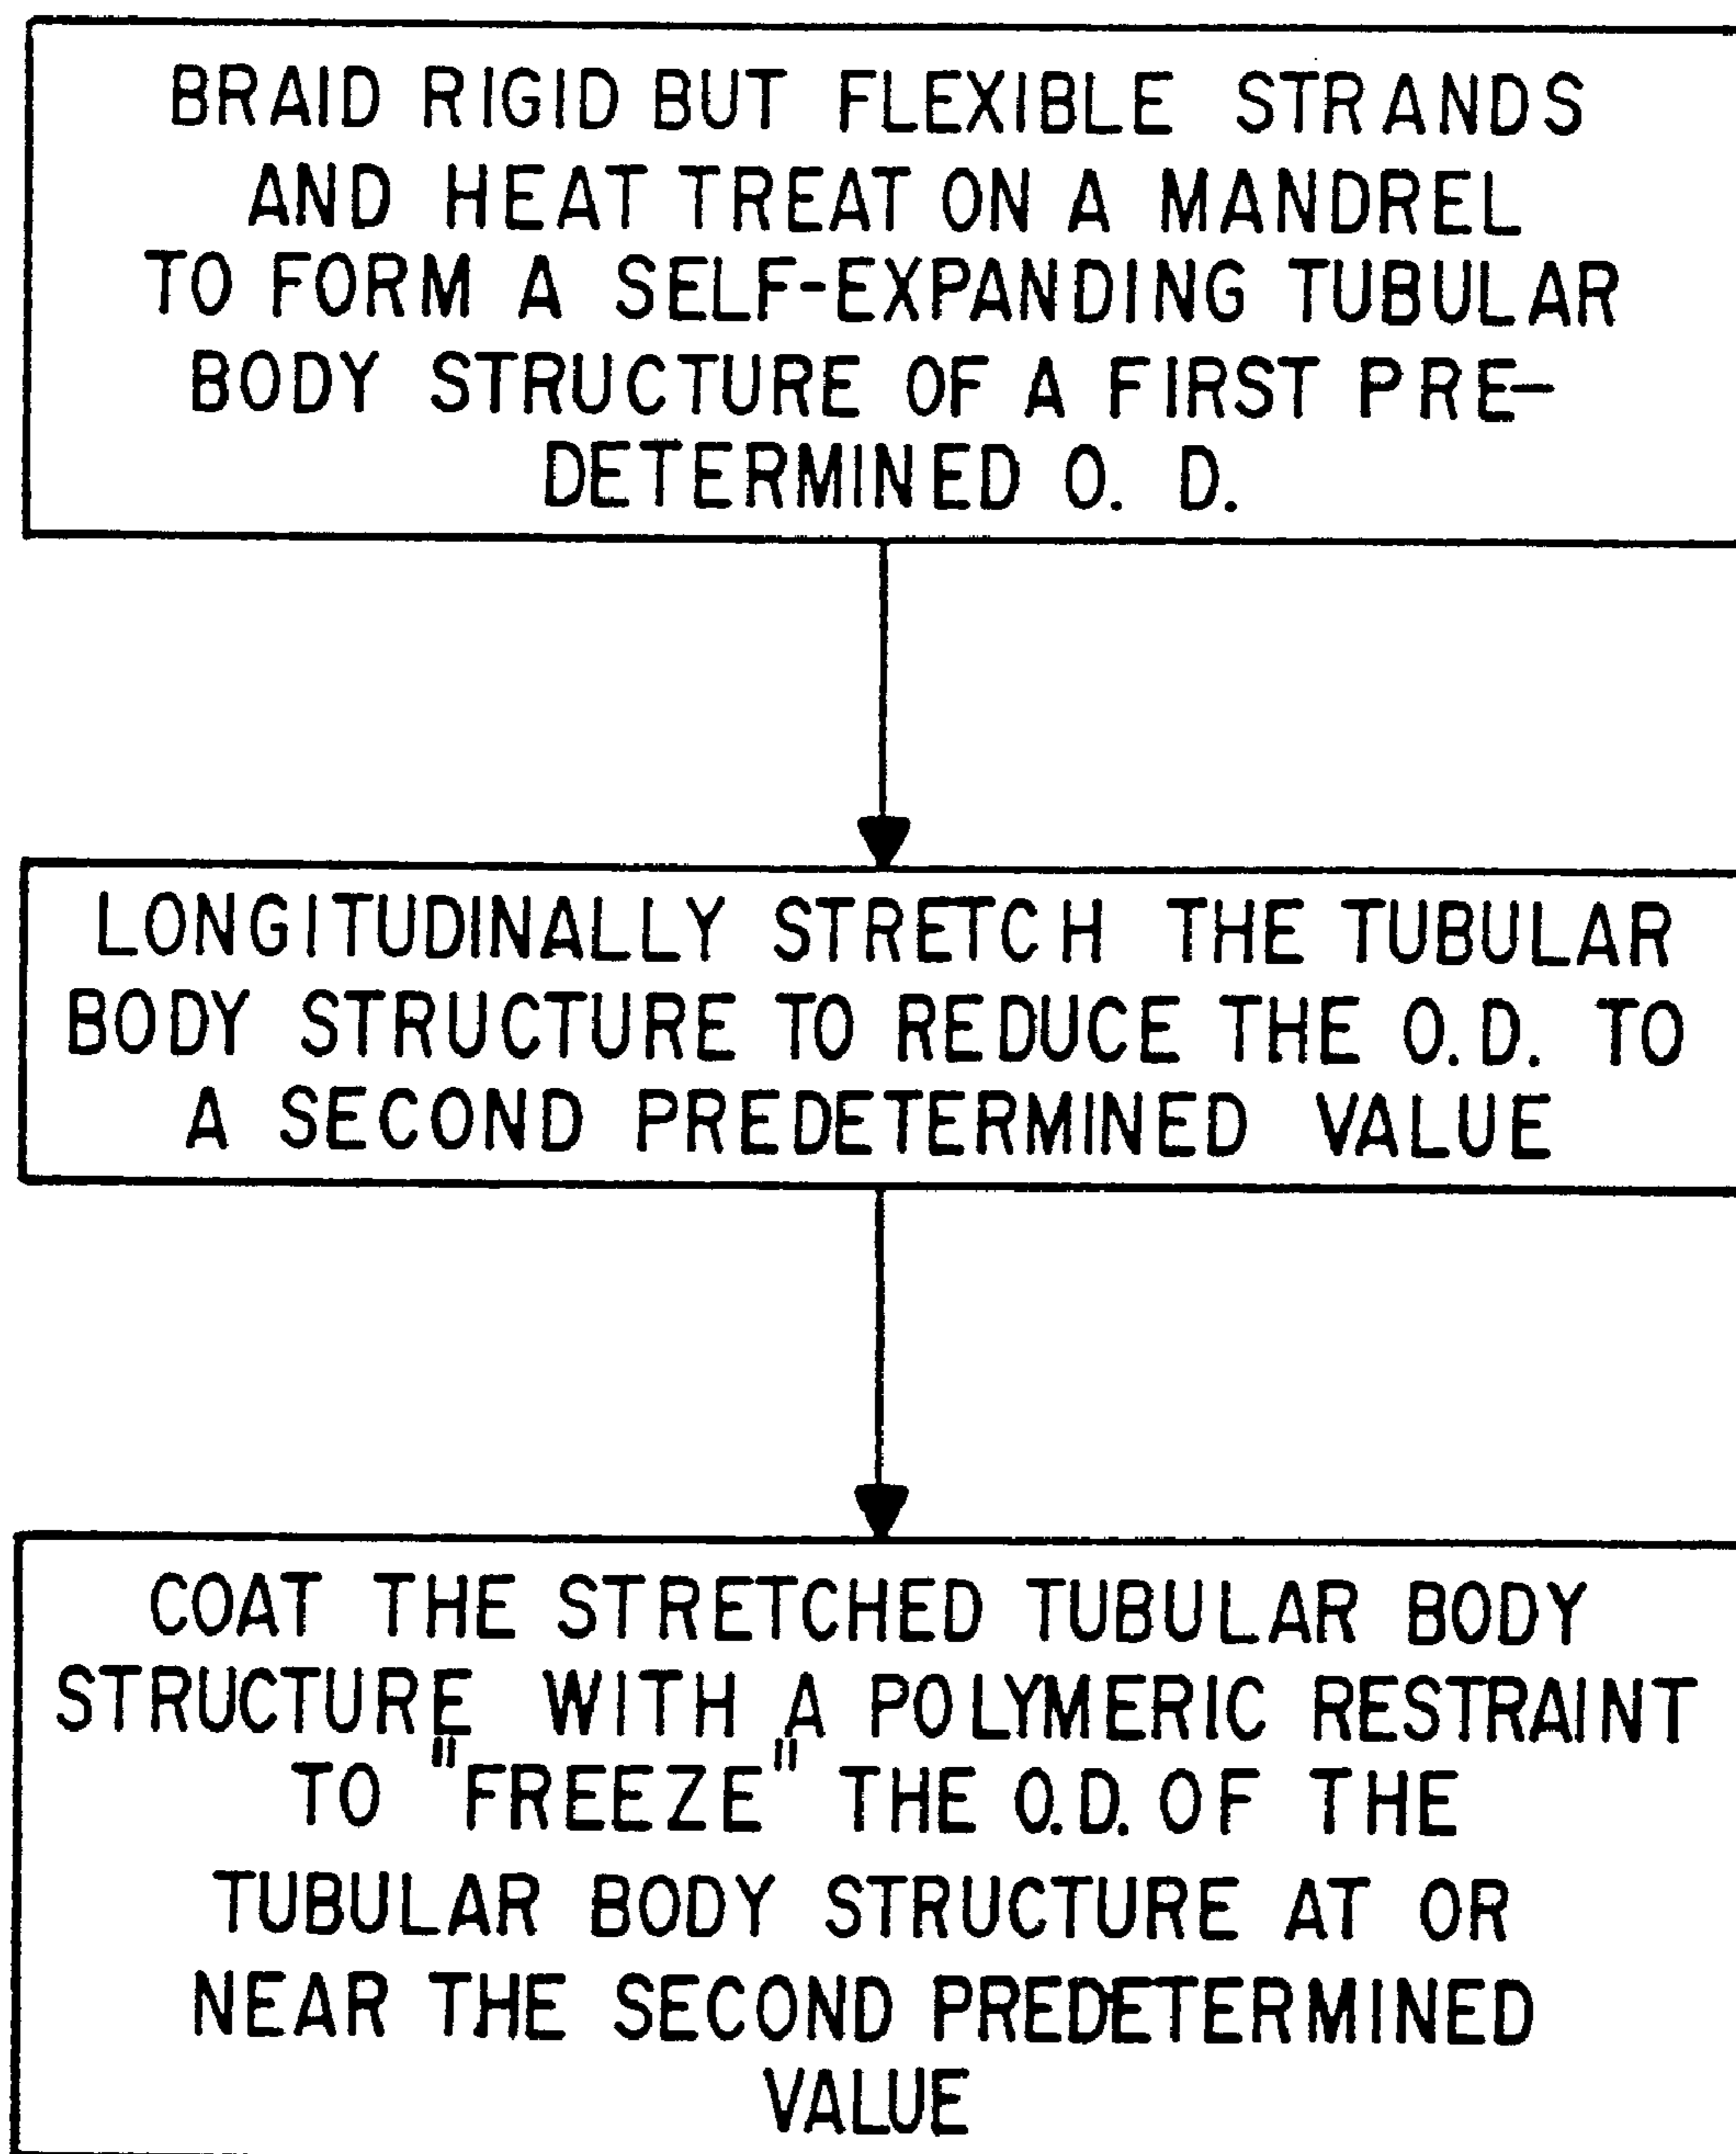 BRAID RIGID BUT FLEXIBLE STRANDS
AND HEAT TREAT ON A MANDREL
TO FORM A SELF-EXPANDING TUBULAR
BODY STRUCTURE OF A FIRST PRE-
DETERMINED O. D.
LONGITUDINALLY STRETCH THE TUBULAR
BODY STRUCTURE TO REDUCE THE O.D. TO
A SECOND PREDETERMINED VALUE
COAT THE STRETCHED TUBULAR BODY
STRUCTURE WITH A POLYMERIC RESTRAINT
TO "FREEZE" THE O.D. OF THE
TUBULAR BODY STRUCTURE AT OR
NEAR THE SECOND PREDETERMINED
VALUE